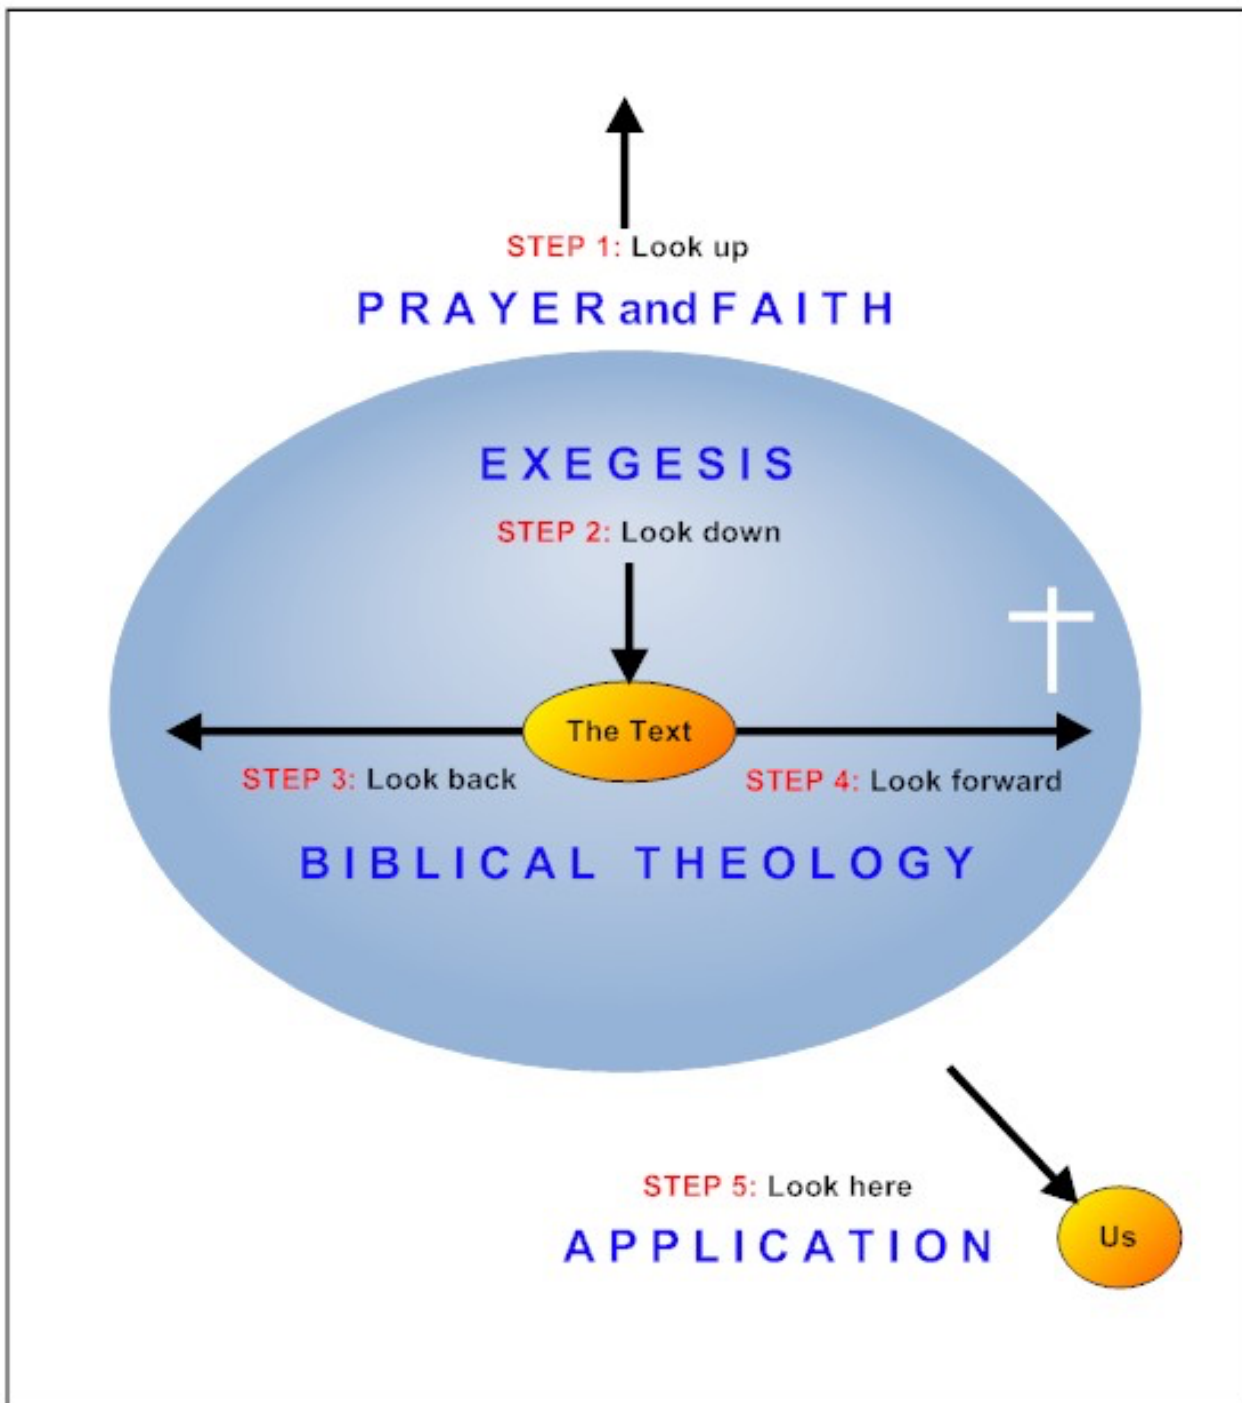 STEP 1: Look up
PRAYER and FAITH
EXEGESIS
STEP 2: Look down
The Text
STEP 3: Look back
STEP 4: Look forward
BIBLICAL THEOLOGY
STEP 5: Look here
APPLICATION
Us